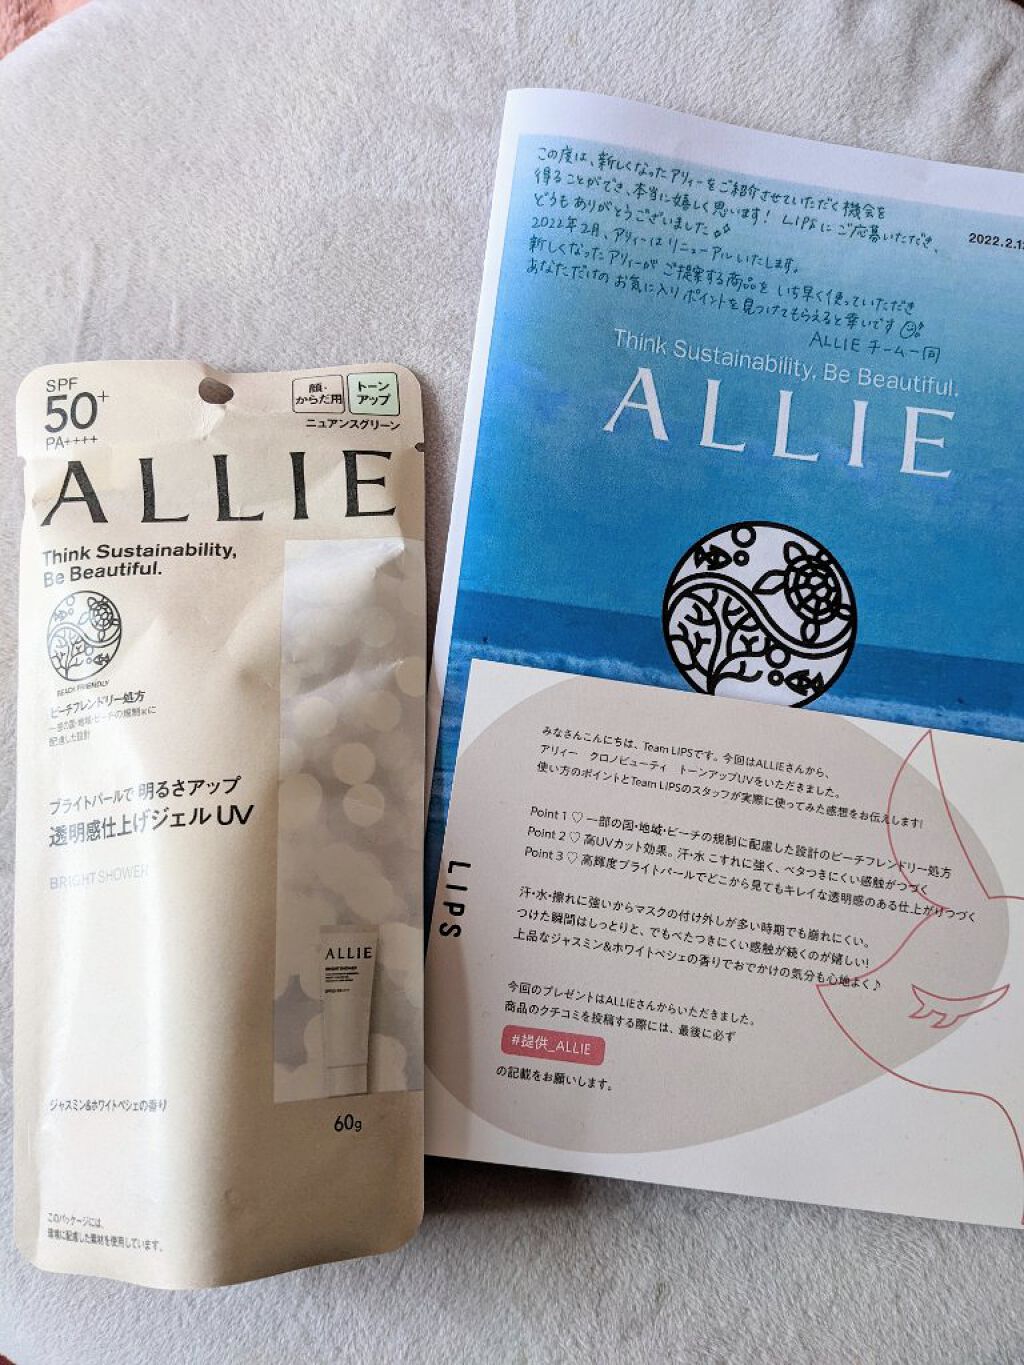 SPF
50+
PA++++
顔・
からだ用
トーン
アップ
ニュアンスグリーン
ALLIE
Think Sustainability,
Be Beautiful.
BEACH FRIENDLY
ビーチフレンドリー処方
一部の国・地域・ビーチの規制※に
配慮した設計
ブライトパールで 明るさアップ
透明感仕上げジェルUV
BRIGHT SHOWER
ALLIE
BRIGHT SHOWER
ジャスミン&ホワイトペシェの香り
60g
このパッケージには、
環境に配慮した素材を使用しています。
この度は、新しくなったアリィーをご紹介させていただく機会を
得ることができ、本当に嬉しく思います! LIPSにご応募いただき、
どうもありがとうございました
2022年2月、アリィーはリニューアルいたします。
新しくなったアリィーが ご提案する商品を いち早く使っていただき
あなただけの お気に入りポイントを見つけてもらえると幸いです
ALLIE チーム一同
2022.2.12
Think Sustainability, Be Beautiful.
ALLIE
みなさんこんにちは、Team LIPSです。今回はALLIEさんから、
アリィー クロノビューティ トーンアップUVをいただきました。
使い方のポイントとTeam LIPSのスタッフが実際に使ってみた感想をお伝えします!
Point 1 ♡ 一部の国・地域・ビーチの規制に配慮した設計のビーチフレンドリー処方
Point 2 ♡ 高UVカット効果。汗・水 こすれに強く、ベタつきにくい感触がつづく
Point 3 ♡ 高輝度ブライトパールでどこから見てもキレイな透明感のある仕上がりつづく
汗・水・擦れに強いからマスクの付け外しが多い時期でも崩れにくい。
つけた瞬間はしっとりと、でもべたつきにくい感触が続くのが嬉しい!
上品なジャスミン&ホワイトペシェの香りでおでかけの気分も心地よく♪
今回のプレゼントはALLIEさんからいただきました。
商品のクチコミを投稿する際には、最後に必ず
#提供_ALLIE
の記載をお願いします。
LIPS